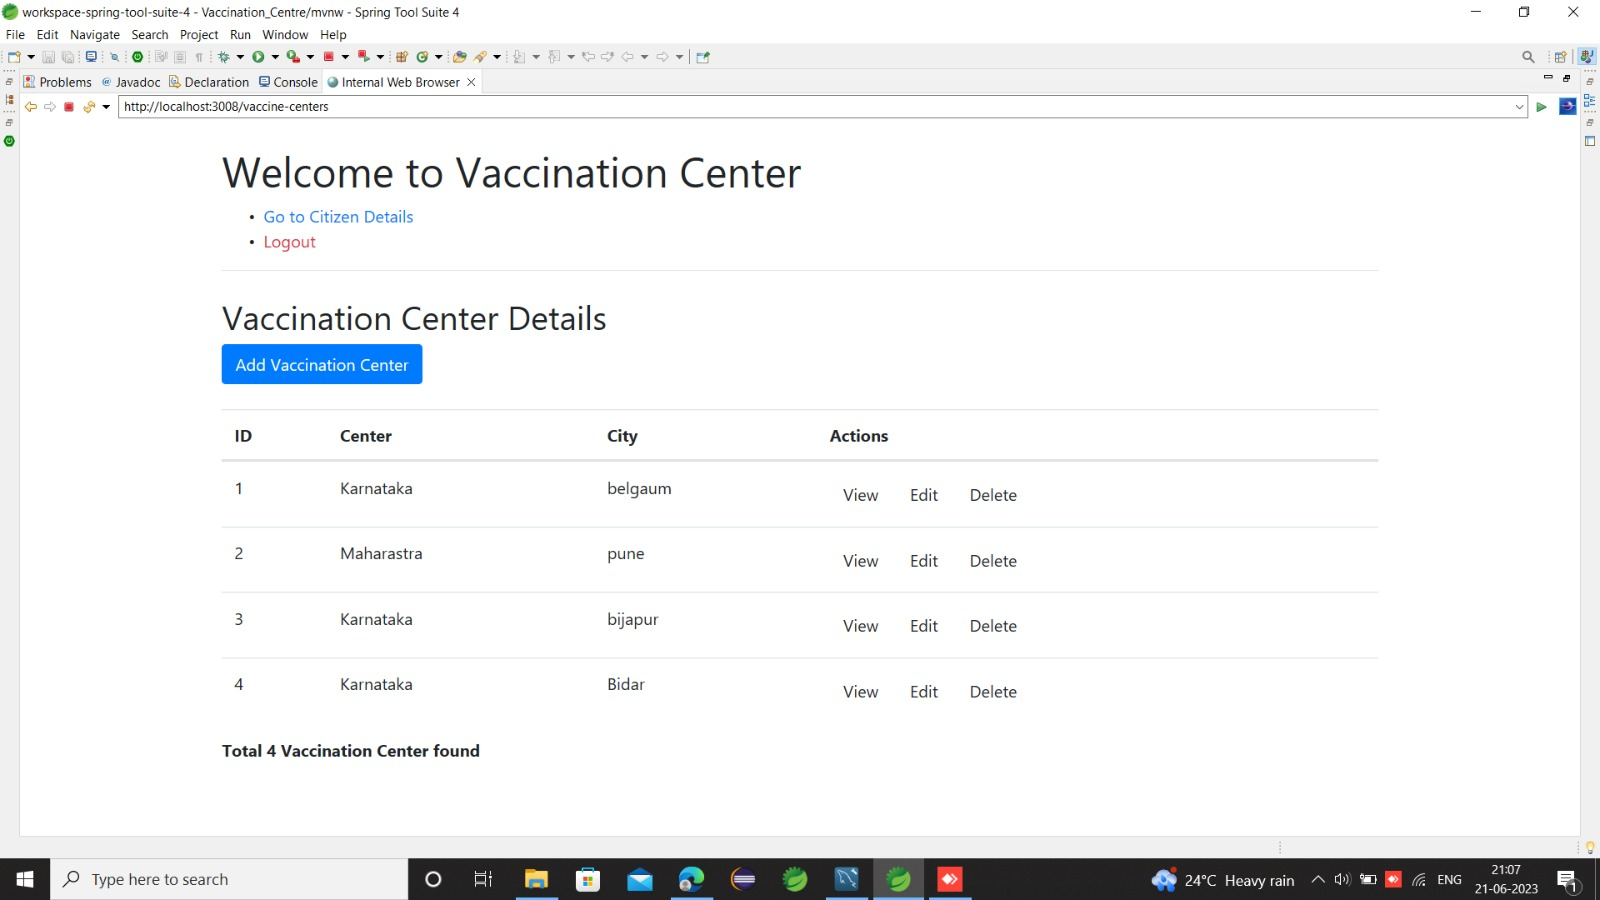 workspace-spring-tool-suite-4 - Vaccination_Centre/mvnw - Spring Tool Suite 4
File Edit Navigate Search Project Run Window Help
Problems Javadoc Declaration Console Internal Web Browser
http://localhost:3008/vaccine-centers
Welcome to Vaccination Center
• Go to Citizen Details
• Logout
Vaccination Center Details
Add Vaccination Center
ID Center City Actions
1 Karnataka belgaum View Edit Delete
2 Maharastra pune View Edit Delete
3 Karnataka bijapur View Edit Delete
4 Karnataka Bidar View Edit Delete
Total 4 Vaccination Center found
Type here to search
24°C Heavy rain
ENG
21:07
21-06-2023
1